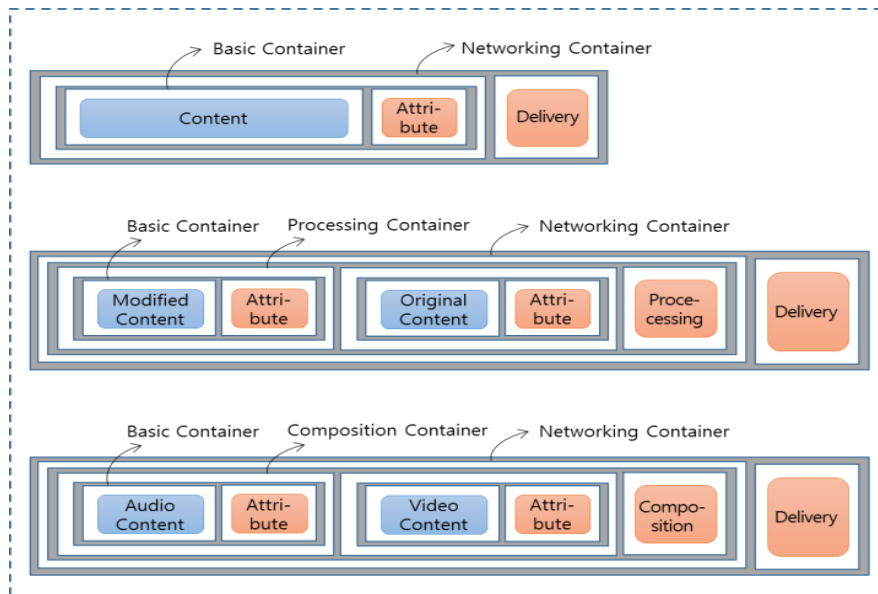 Basic Container
Networking Container
Content
Attri-
bute
Delivery
Basic Container
Processing Container
Networking Container
Modified
Content
Attri-
bute
Original
Content
Attri-
bute
Proce-
cessing
Delivery
Basic Container
Composition Container
Networking Container
Audio
Content
Attri-
bute
Video
Content
Attri-
bute
Compo-
sition
Delivery